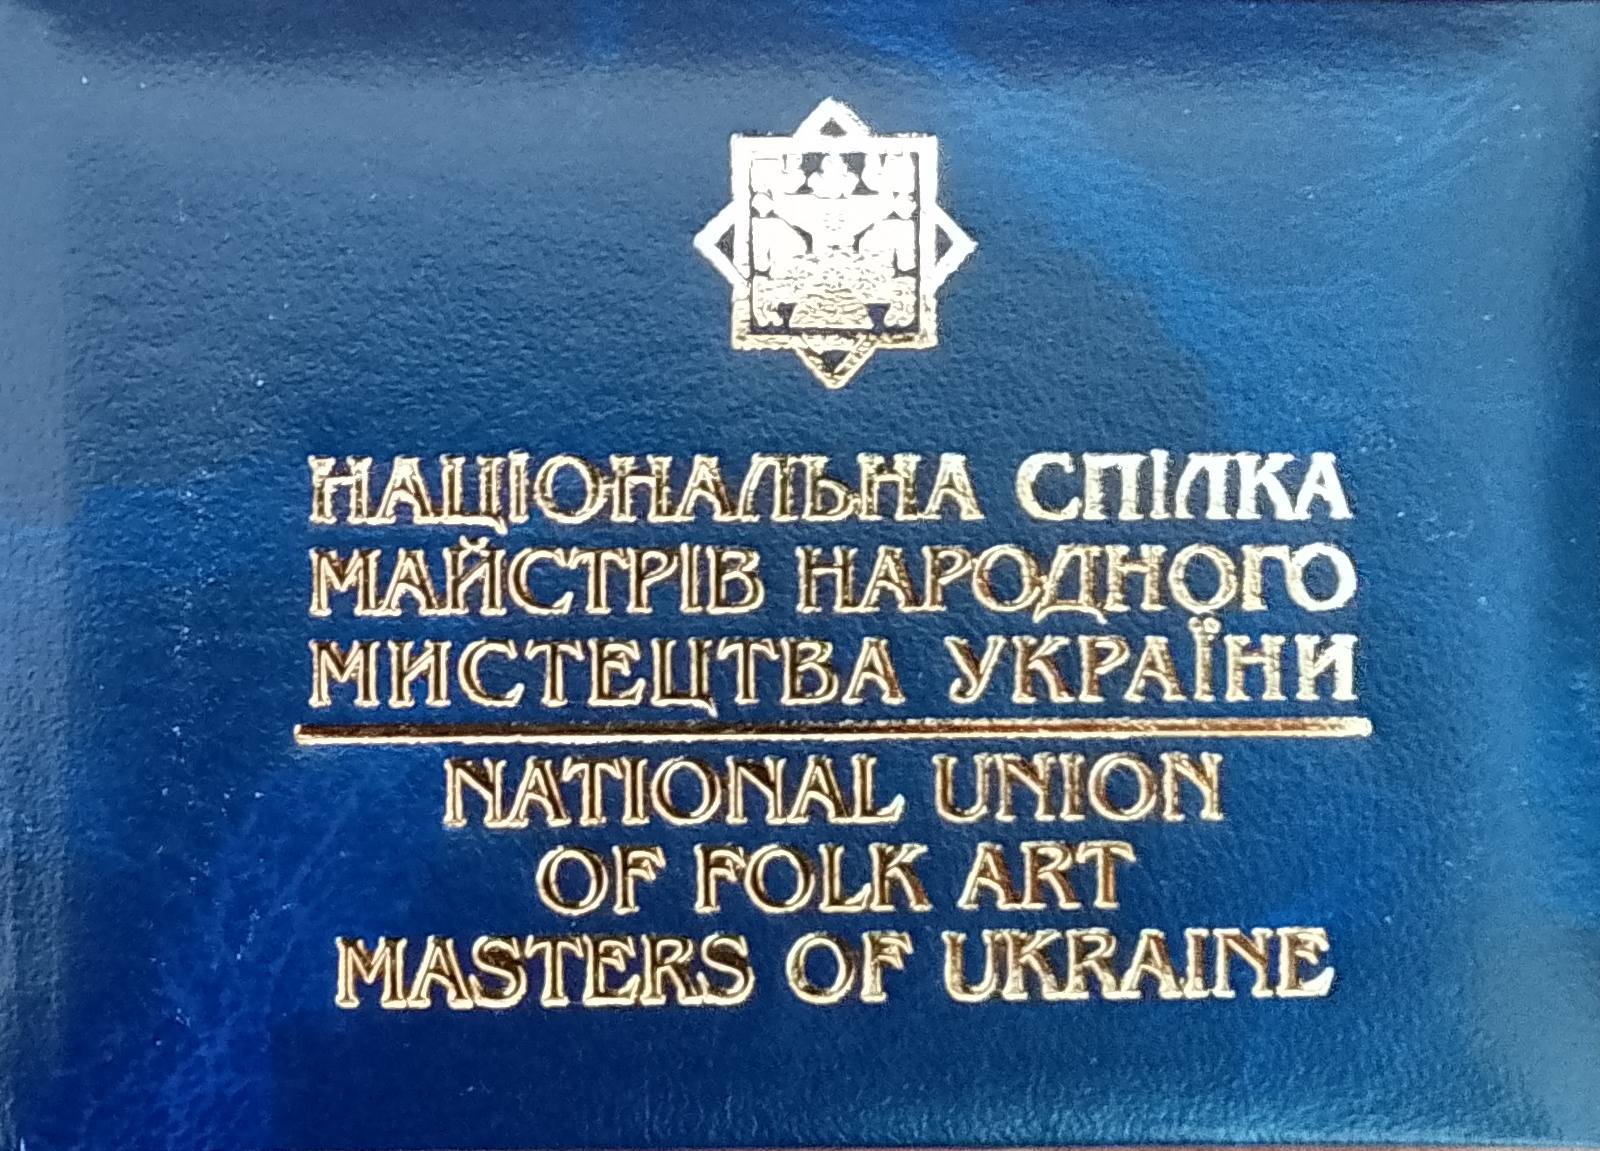 НАЦІОНАЛЬНА СПІЛКА
МАЙСТРІВ НАРОДНОГО
МИСТЕЦТВА УКРАЇНИ
NATIONAL UNION
OF FOLK ART
MASTERS OF UKRAINE